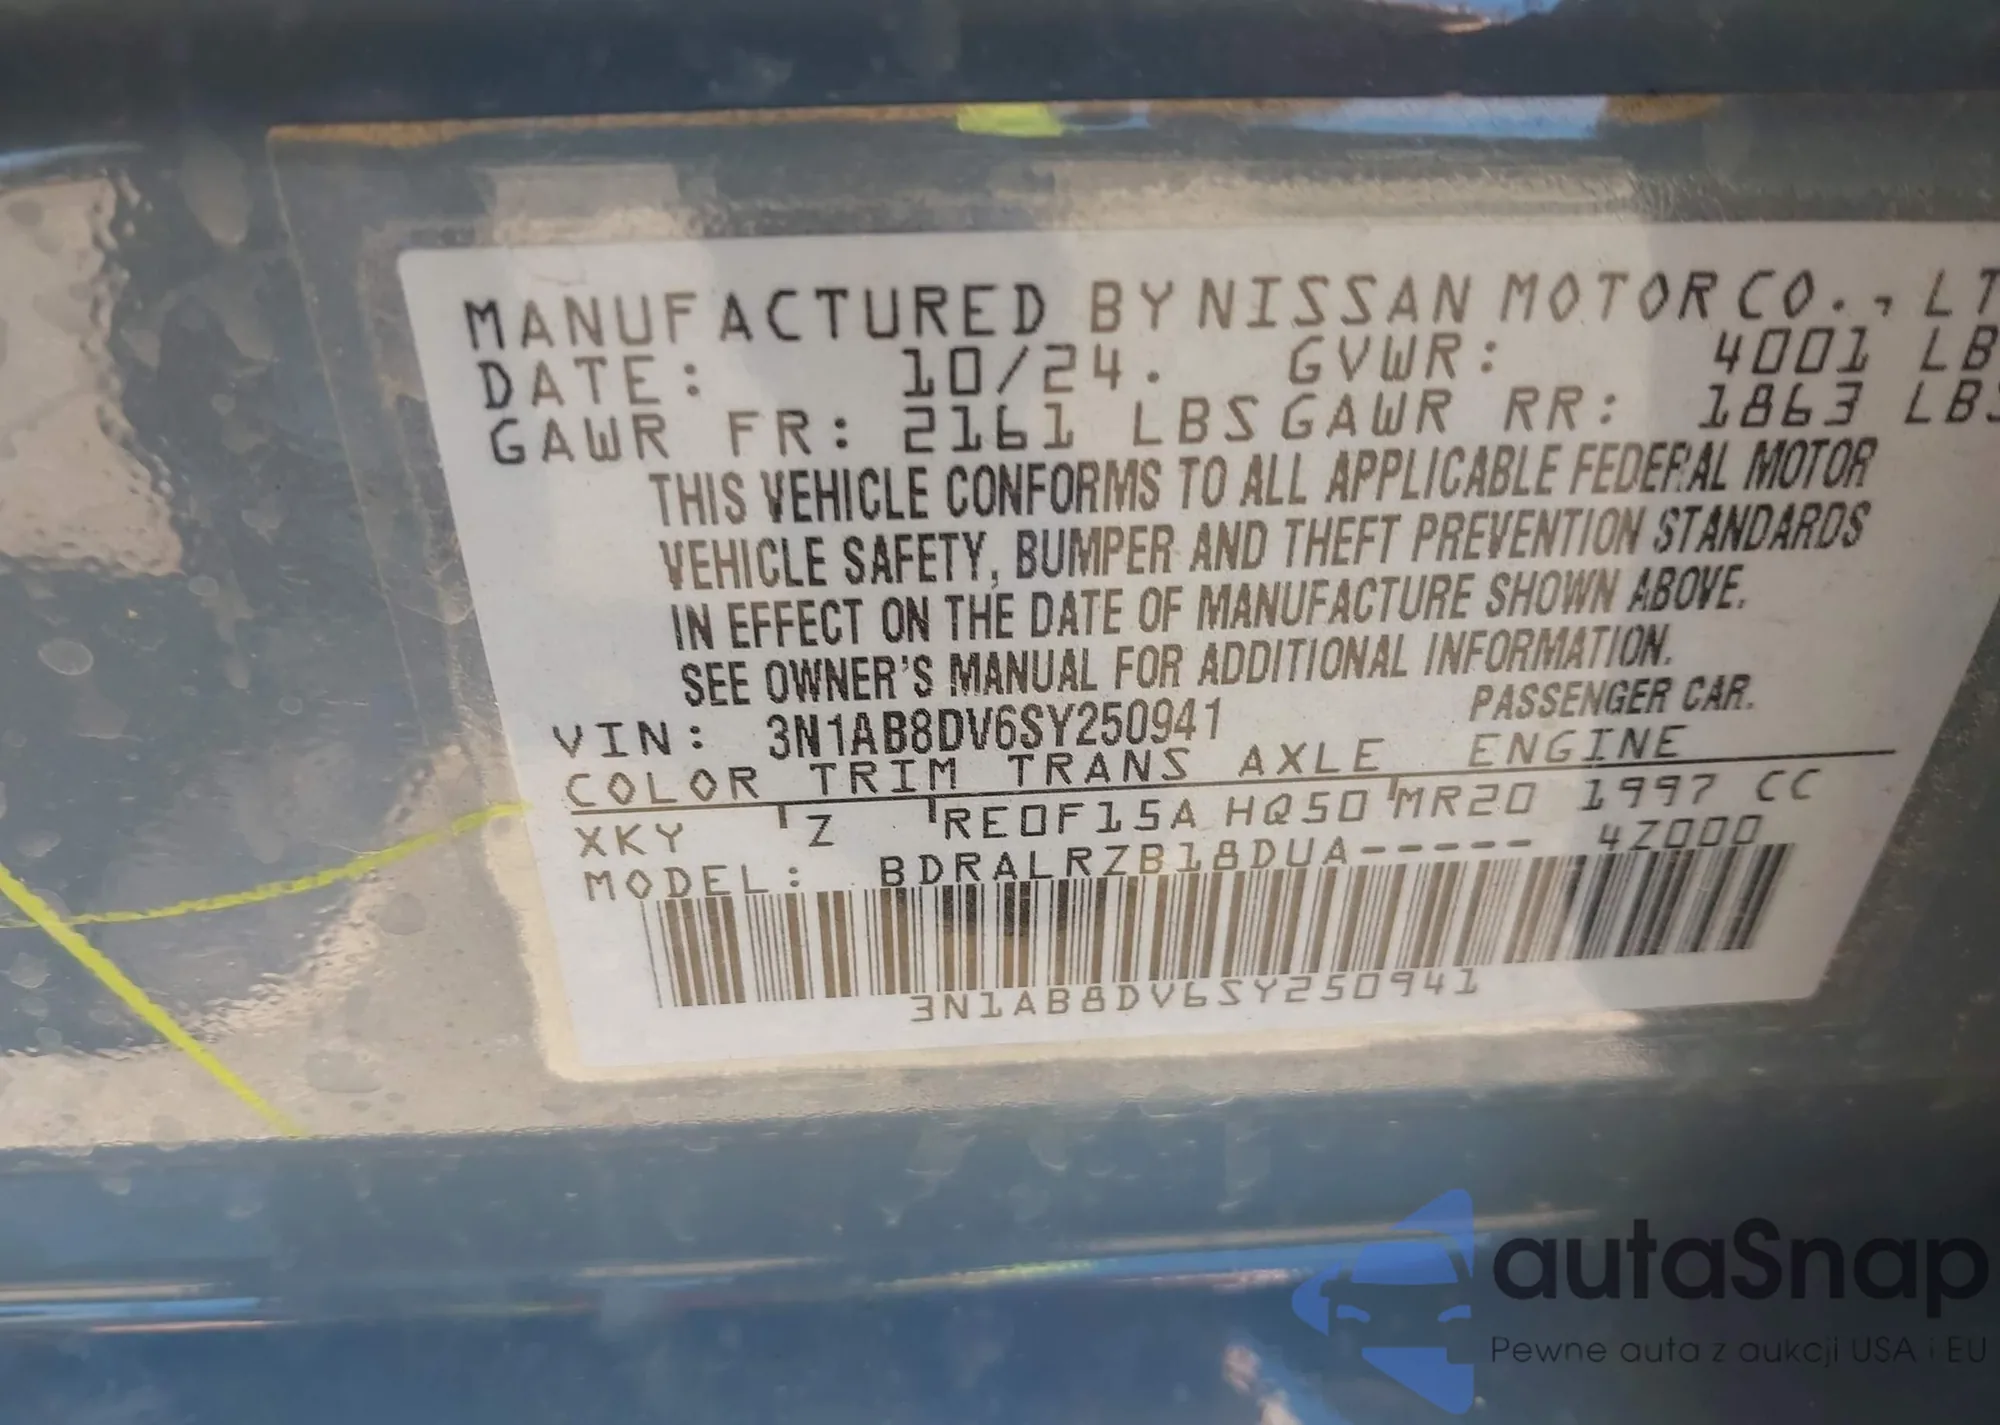 MANUFACTURED BY NISSAN MOTOR CO., LT
DATE: 10/24. GVWR: 4001 LB
GAWR FR: 2161 LBS GAWR RR: 1863 LBS
THIS VEHICLE CONFORMS TO ALL APPLICABLE FEDERAL MOTOR
VEHICLE SAFETY, BUMPER AND THEFT PREVENTION STANDARDS
IN EFFECT ON THE DATE OF MANUFACTURE SHOWN ABOVE.
SEE OWNER'S MANUAL FOR ADDITIONAL INFORMATION.
VIN: 3N1AB8DV6SY250941 PASSENGER CAR.
COLOR TRIM TRANS AXLE ENGINE
XKY Z RE0F15A HQ50 MR20 1997 CC
MODEL: BDRALRZB18DUA----- 4Z000
3N1AB8DV6SY250941
autaSnap
Pewne auta z aukcji USA i EU